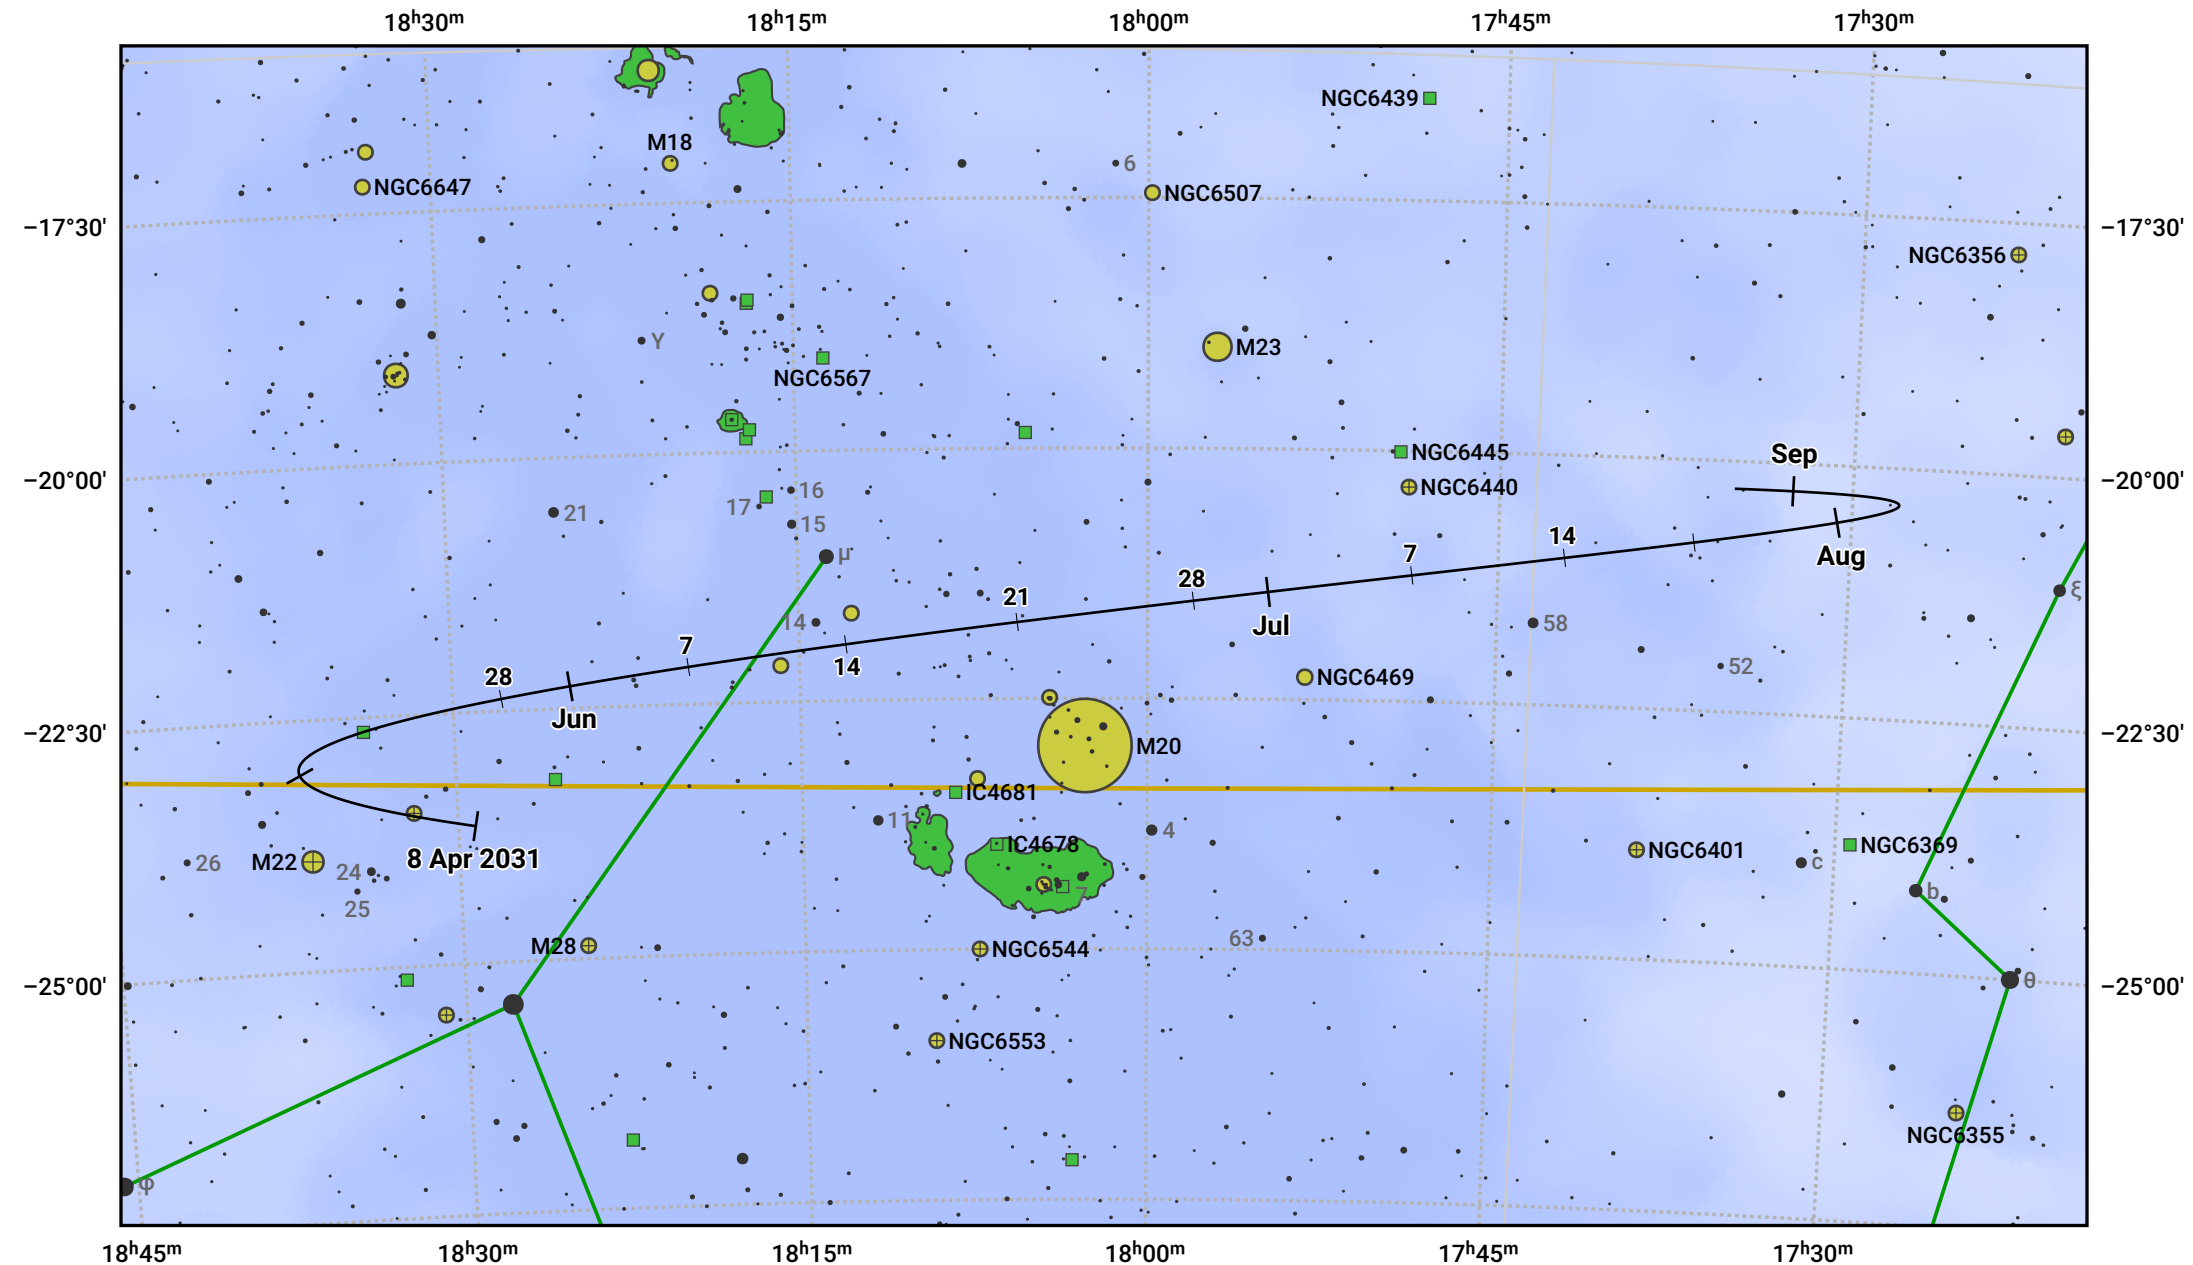 18ʰ30ᵐ 18ʰ15ᵐ 18ʰ00ᵐ 17ʰ45ᵐ 17ʰ30ᵐ
NGC6439
M18
6
NGC6647
NGC6507
−17°30' −17°30'
NGC6356
Y
M23
NGC6567
NGC6445
Sep
−20°00' −20°00'
NGC6440
16
17
21
15
14
μ
7
Aug
28
ξ
21
14
Jul
58
7
14
52
28
NGC6469
Jun
−22°30' −22°30'
M20
IC4681
11
4
IC4678
NGC6369
NGC6401
8 Apr 2031
M22
26
c
24
b
7
25
63
M28
NGC6544
θ
−25°00' −25°00'
NGC6553
NGC6355
φ
18ʰ45ᵐ 18ʰ30ᵐ 18ʰ15ᵐ 18ʰ00ᵐ 17ʰ45ᵐ 17ʰ30ᵐ